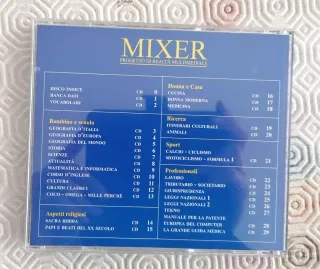 MIXER
PROGETTO DI REALTÀ MULTIMEDIALE
DISCO INDICE CD 0
BANCA DATI CD 1
VOCABOLARI CD 2
Bambino e scuola
GEOGRAFIA D'ITALIA CD 3
GEOGRAFIA D'EUROPA CD 4
GEOGRAFIA DEL MONDO CD 5
STORIA CD 6
SCIENZE CD 7
ATTUALITÀ CD 8
MATEMATICA E INFORMATICA CD 9
CORSO D'INGLESE CD 10
CULTURA CD 11
GRANDI CLASSICI CD 12
COLO - OMEGA - MILLE PERCHÈ CD 13
Aspetti religiosi
SACRA BIBBIA CD 14
PAPI E BEATI DEL XX SECOLO CD 15
Donna e Casa
CUCINA CD 16
DONNA MODERNA CD 17
MEDICINA CD 18
Ricerca
ITINERARI CULTURALI CD 19
ANIMALI CD 20
Sport
CALCIO - CICLISMO
MOTOCICLISMO - FORMULA 1 CD 21
Professionali
LAVORO CD 22
TRIBUTARIO - SOCIETARIO CD 23
GIURISPRUDENZA CD 24
LEGGI NAZIONALI 1 CD 25
LEGGI NAZIONALI 2 CD 26
TEKNO CD 27
MANUALE PER LA PATENTE
EUROPA DEL COMPUTER CD 28
LA GRANDE GUIDA MEDICA CD 29